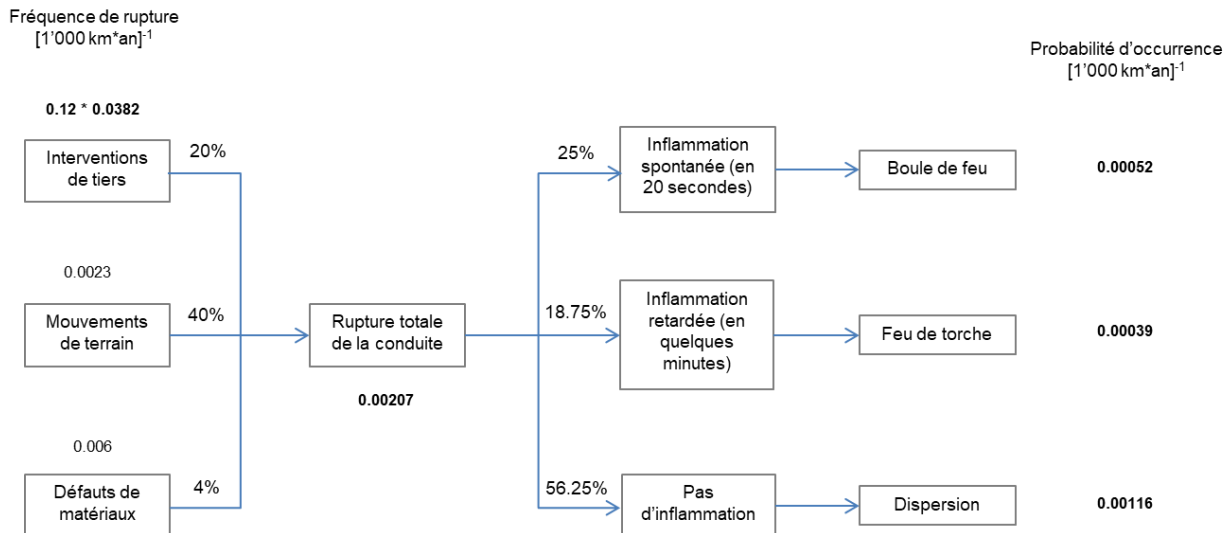 Fréquence de rupture
[1’000 km*an]-1
Probabilité d’occurrence
[1’000 km*an]-1
0.12 * 0.0382
Interventions
de tiers
20%
25%
Inflammation
spontanée (en
20 secondes)
Boule de feu
0.00052
0.0023
Mouvements
de terrain
40%
Rupture totale
de la conduite
0.00207
18.75%
Inflammation
retardée (en
quelques
minutes)
Feu de torche
0.00039
0.006
Défauts de
matériaux
4%
56.25%
Pas
d’inflammation
Dispersion
0.00116